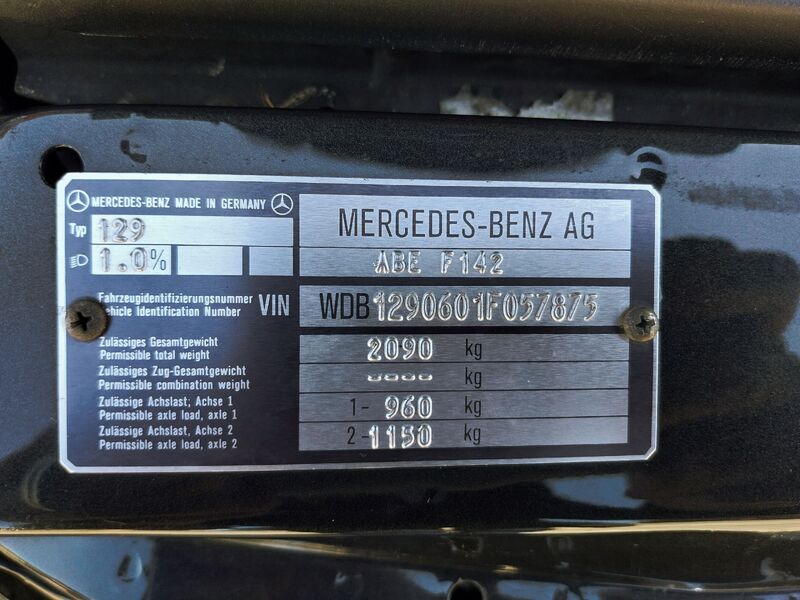 MERCEDES-BENZ MADE IN GERMANY
MERCEDES-BENZ AG
Typ 129
1.0%
ABE F142
Fahrzeugidentifizierungsnummer
Vehicle Identification Number
VIN
WDB1290601F057875
Zulässiges Gesamtgewicht
Permissible total weight
2090 kg
Zulässiges Zug-Gesamtgewicht
Permissible combination weight
---- kg
Zulässige Achslast; Achse 1
Permissible axle load, axle 1
1- 960 kg
Zulässige Achslast, Achse 2
Permissible axle load, axle 2
2- 1150 kg